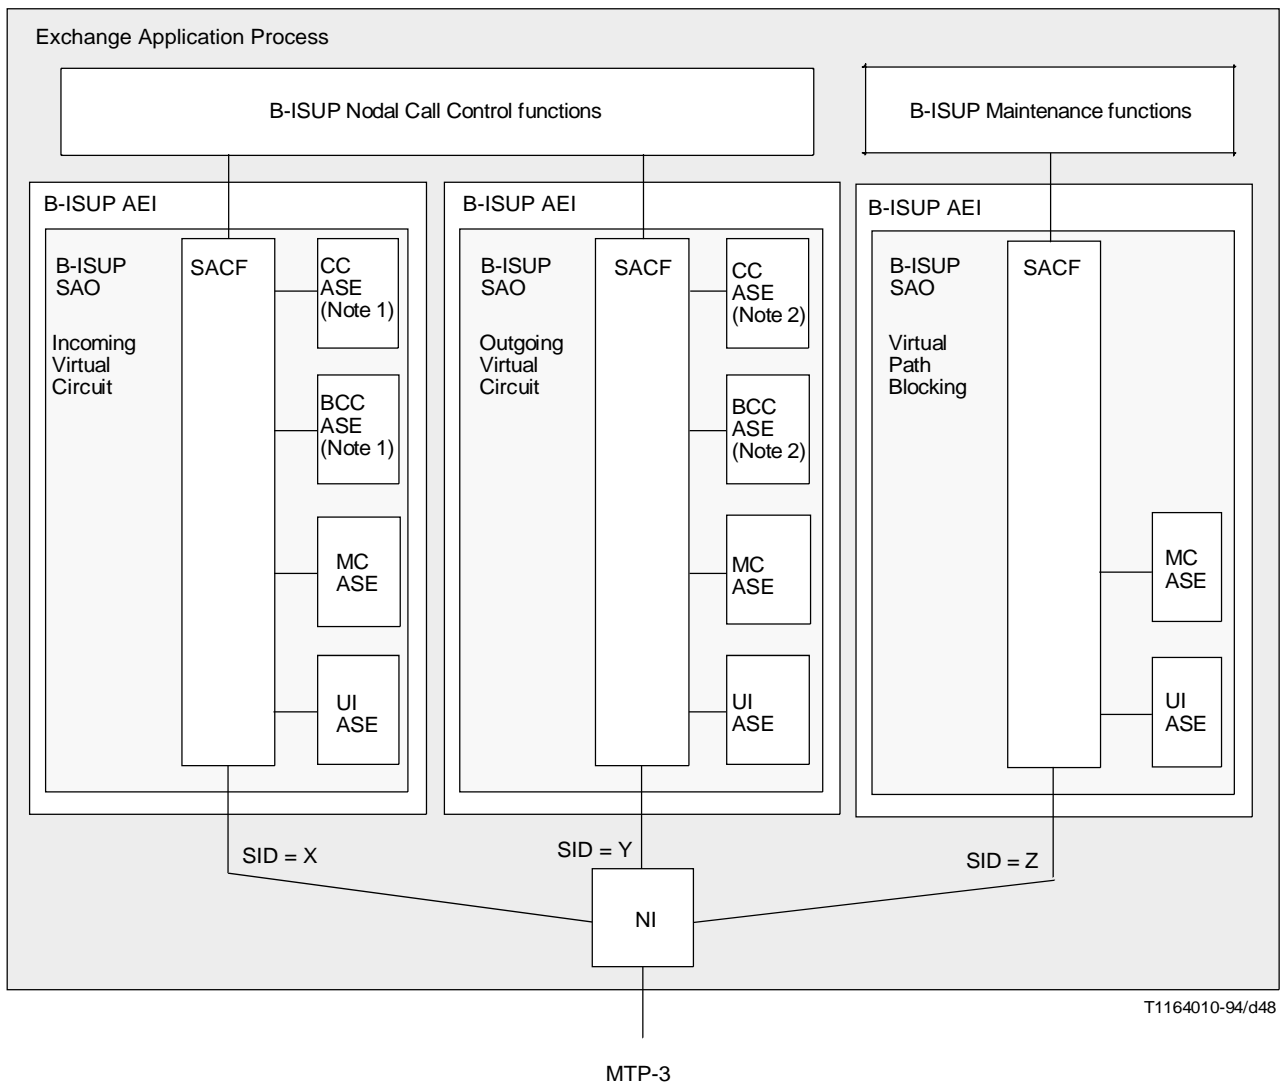 Exchange Application Process
B-ISUP Nodal Call Control functions
B-ISUP Maintenance functions
B-ISUP AEI
B-ISUP
SAO
Incoming
Virtual
Circuit
SACF
CC
ASE
(Note 1)
BCC
ASE
(Note 1)
MC
ASE
UI
ASE
B-ISUP AEI
B-ISUP
SAO
Outgoing
Virtual
Circuit
SACF
CC
ASE
(Note 2)
BCC
ASE
(Note 2)
MC
ASE
UI
ASE
B-ISUP AEI
B-ISUP
SAO
Virtual
Path
Blocking
SACF
MC
ASE
UI
ASE
SID = X
SID = Y
SID = Z
NI
T1164010-94/d48
MTP-3